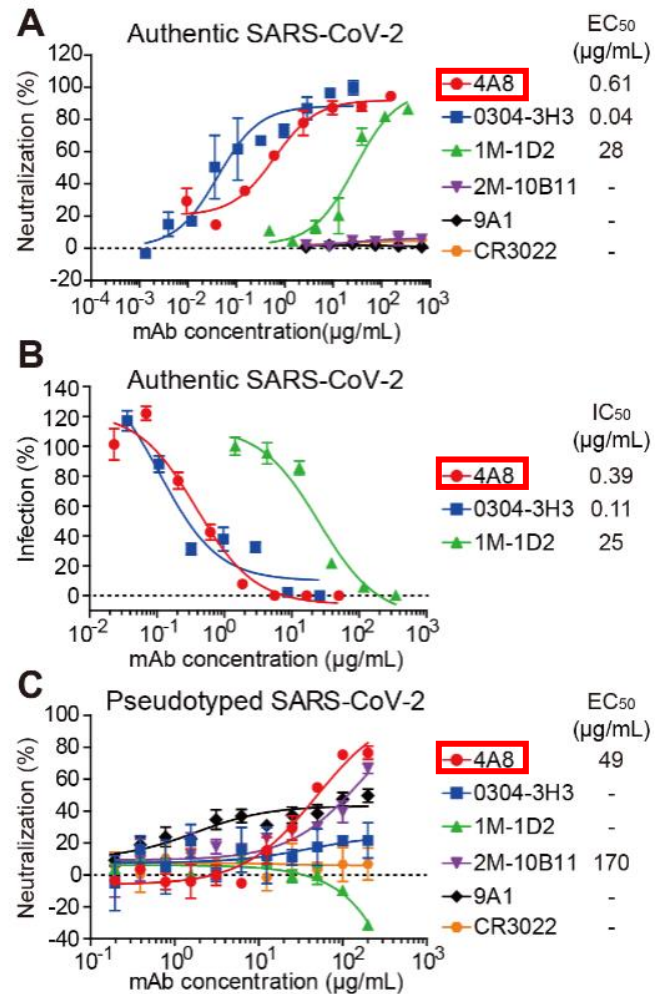 A
Authentic SARS-CoV-2
EC₅₀
(µg/mL)
120
100
80
60
40
20
0
-20
Neutralization (%)
10⁻⁴ 10⁻³ 10⁻² 10⁻¹ 10⁰ 10¹ 10² 10³
mAb concentration(µg/mL)
4A8 0.61
0304-3H3 0.04
1M-1D2 28
2M-10B11 -
9A1 -
CR3022 -
B
Authentic SARS-CoV-2
IC₅₀
(µg/mL)
140
120
100
80
60
40
20
0
Infection (%)
10⁻² 10⁻¹ 10⁰ 10¹ 10² 10³
mAb concentration (µg/mL)
4A8 0.39
0304-3H3 0.11
1M-1D2 25
C
Pseudotyped SARS-CoV-2
EC₅₀
(µg/mL)
100
80
60
40
20
0
-20
-40
Neutralization (%)
10⁻¹ 10⁰ 10¹ 10² 10³
mAb concentration (µg/mL)
4A8 49
0304-3H3 -
1M-1D2 -
2M-10B11 170
9A1 -
CR3022 -